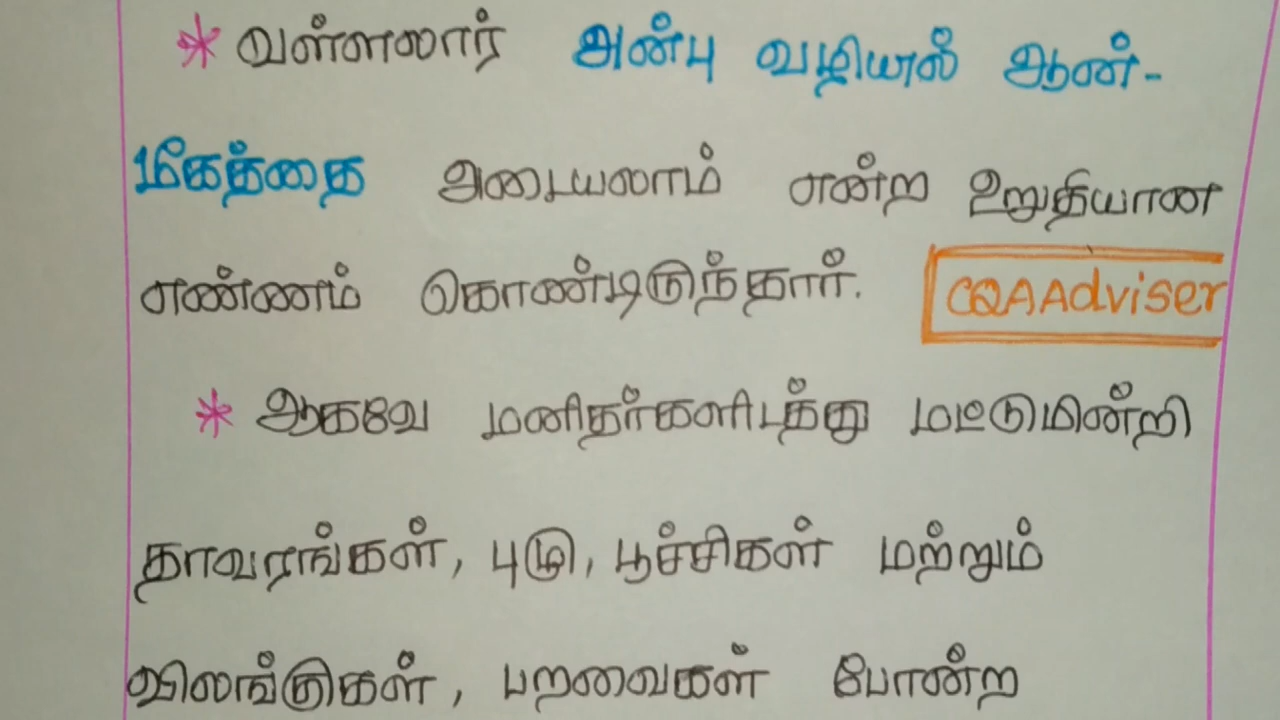 * வள்ளலார் அன்பு வழியில் ஆன்-
மீகத்தை அடையலாம் என்ற உறுதியான
எண்ணம் கொண்டிருந்தார். CQAAdviser
* ஆகவே மனிதர்களிடத்து மட்டுமின்றி
தாவரங்கள், புழு, பூச்சிகள் மற்றும்
விலங்குகள், பறவைகள் போன்ற